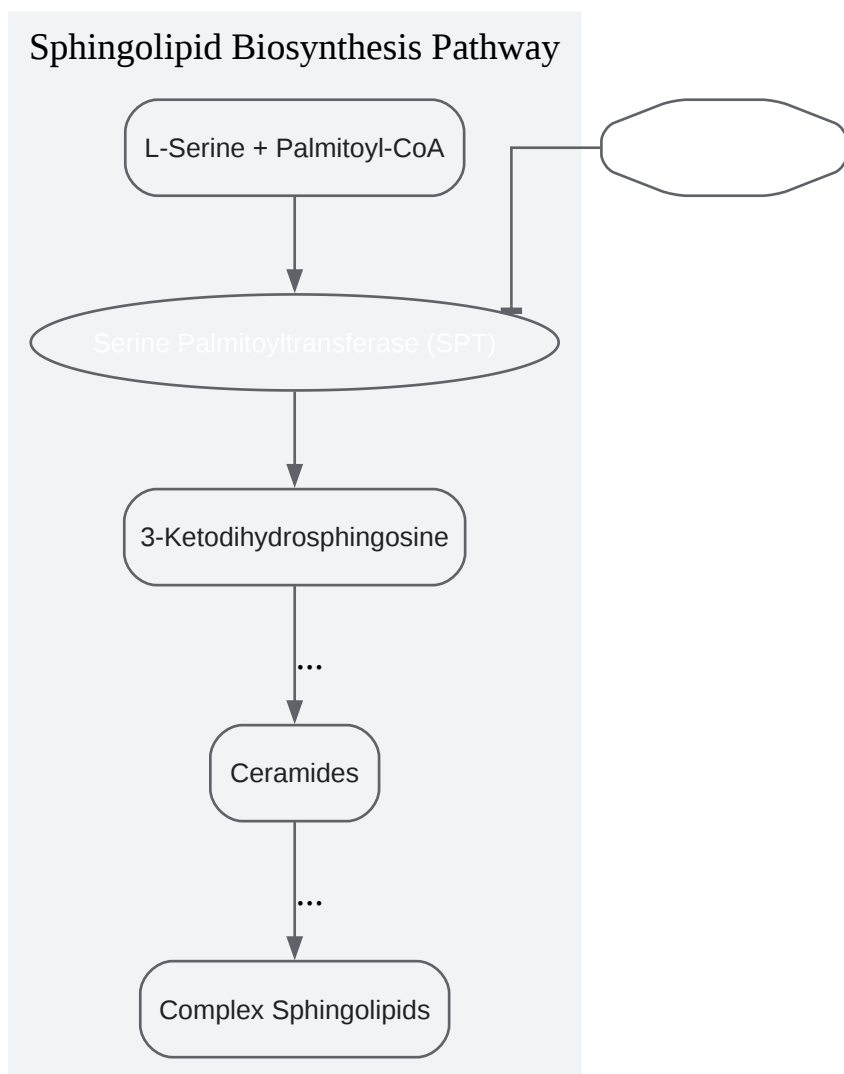 Sphingolipid Biosynthesis Pathway
L-Serine + Palmitoyl-CoA
Serine Palmitoyltransferase (SPT)
3-Ketodihydrosphingosine
...
Ceramides
...
Complex Sphingolipids